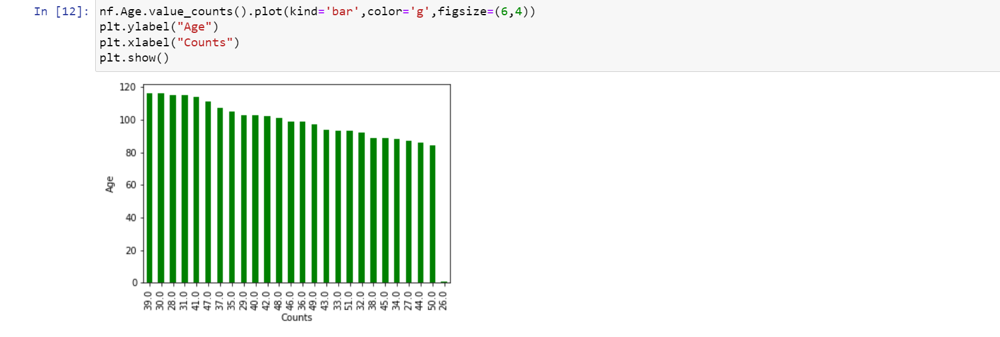 In [12]: nf.Age.value_counts().plot(kind='bar',color='g',figsize=(6,4))
plt.ylabel("Age")
plt.xlabel("Counts")
plt.show()
120
100
80
60
40
20
0
Age
39.0 30.0 28.0 31.0 41.0 47.0 37.0 35.0 29.0 40.0 42.0 48.0 46.0 36.0 49.0 43.0 33.0 51.0 32.0 38.0 45.0 34.0 27.0 44.0 50.0 26.0
Counts